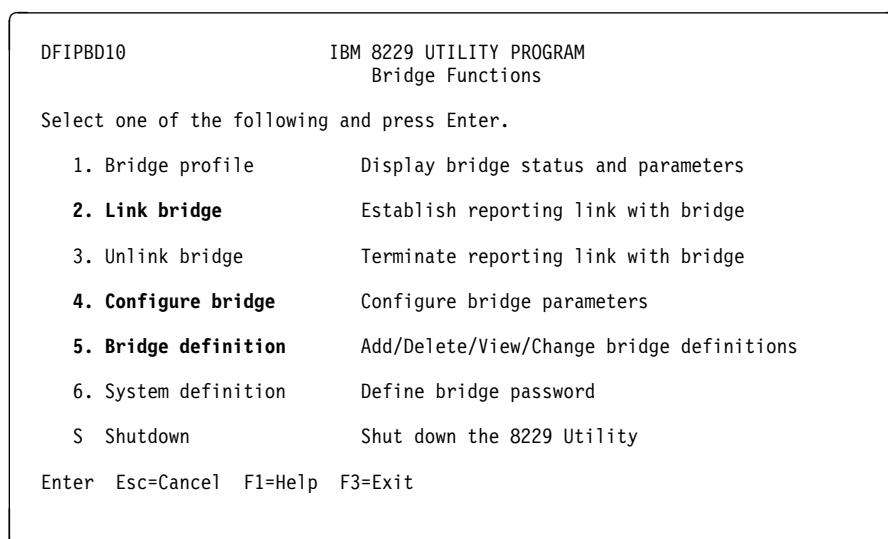 DFIPBD10 IBM 8229 UTILITY PROGRAM
Bridge Functions
Select one of the following and press Enter.
1. Bridge profile Display bridge status and parameters
2. Link bridge Establish reporting link with bridge
3. Unlink bridge Terminate reporting link with bridge
4. Configure bridge Configure bridge parameters
5. Bridge definition Add/Delete/View/Change bridge definitions
6. System definition Define bridge password
S Shutdown Shut down the 8229 Utility
Enter Esc=Cancel F1=Help F3=Exit